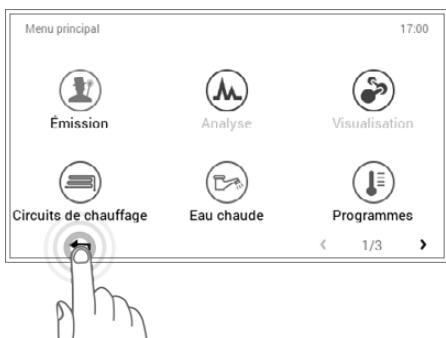 Menu principal 17:00
Émission Analyse Visualisation
Circuits de chauffage Eau chaude Programmes
1/3